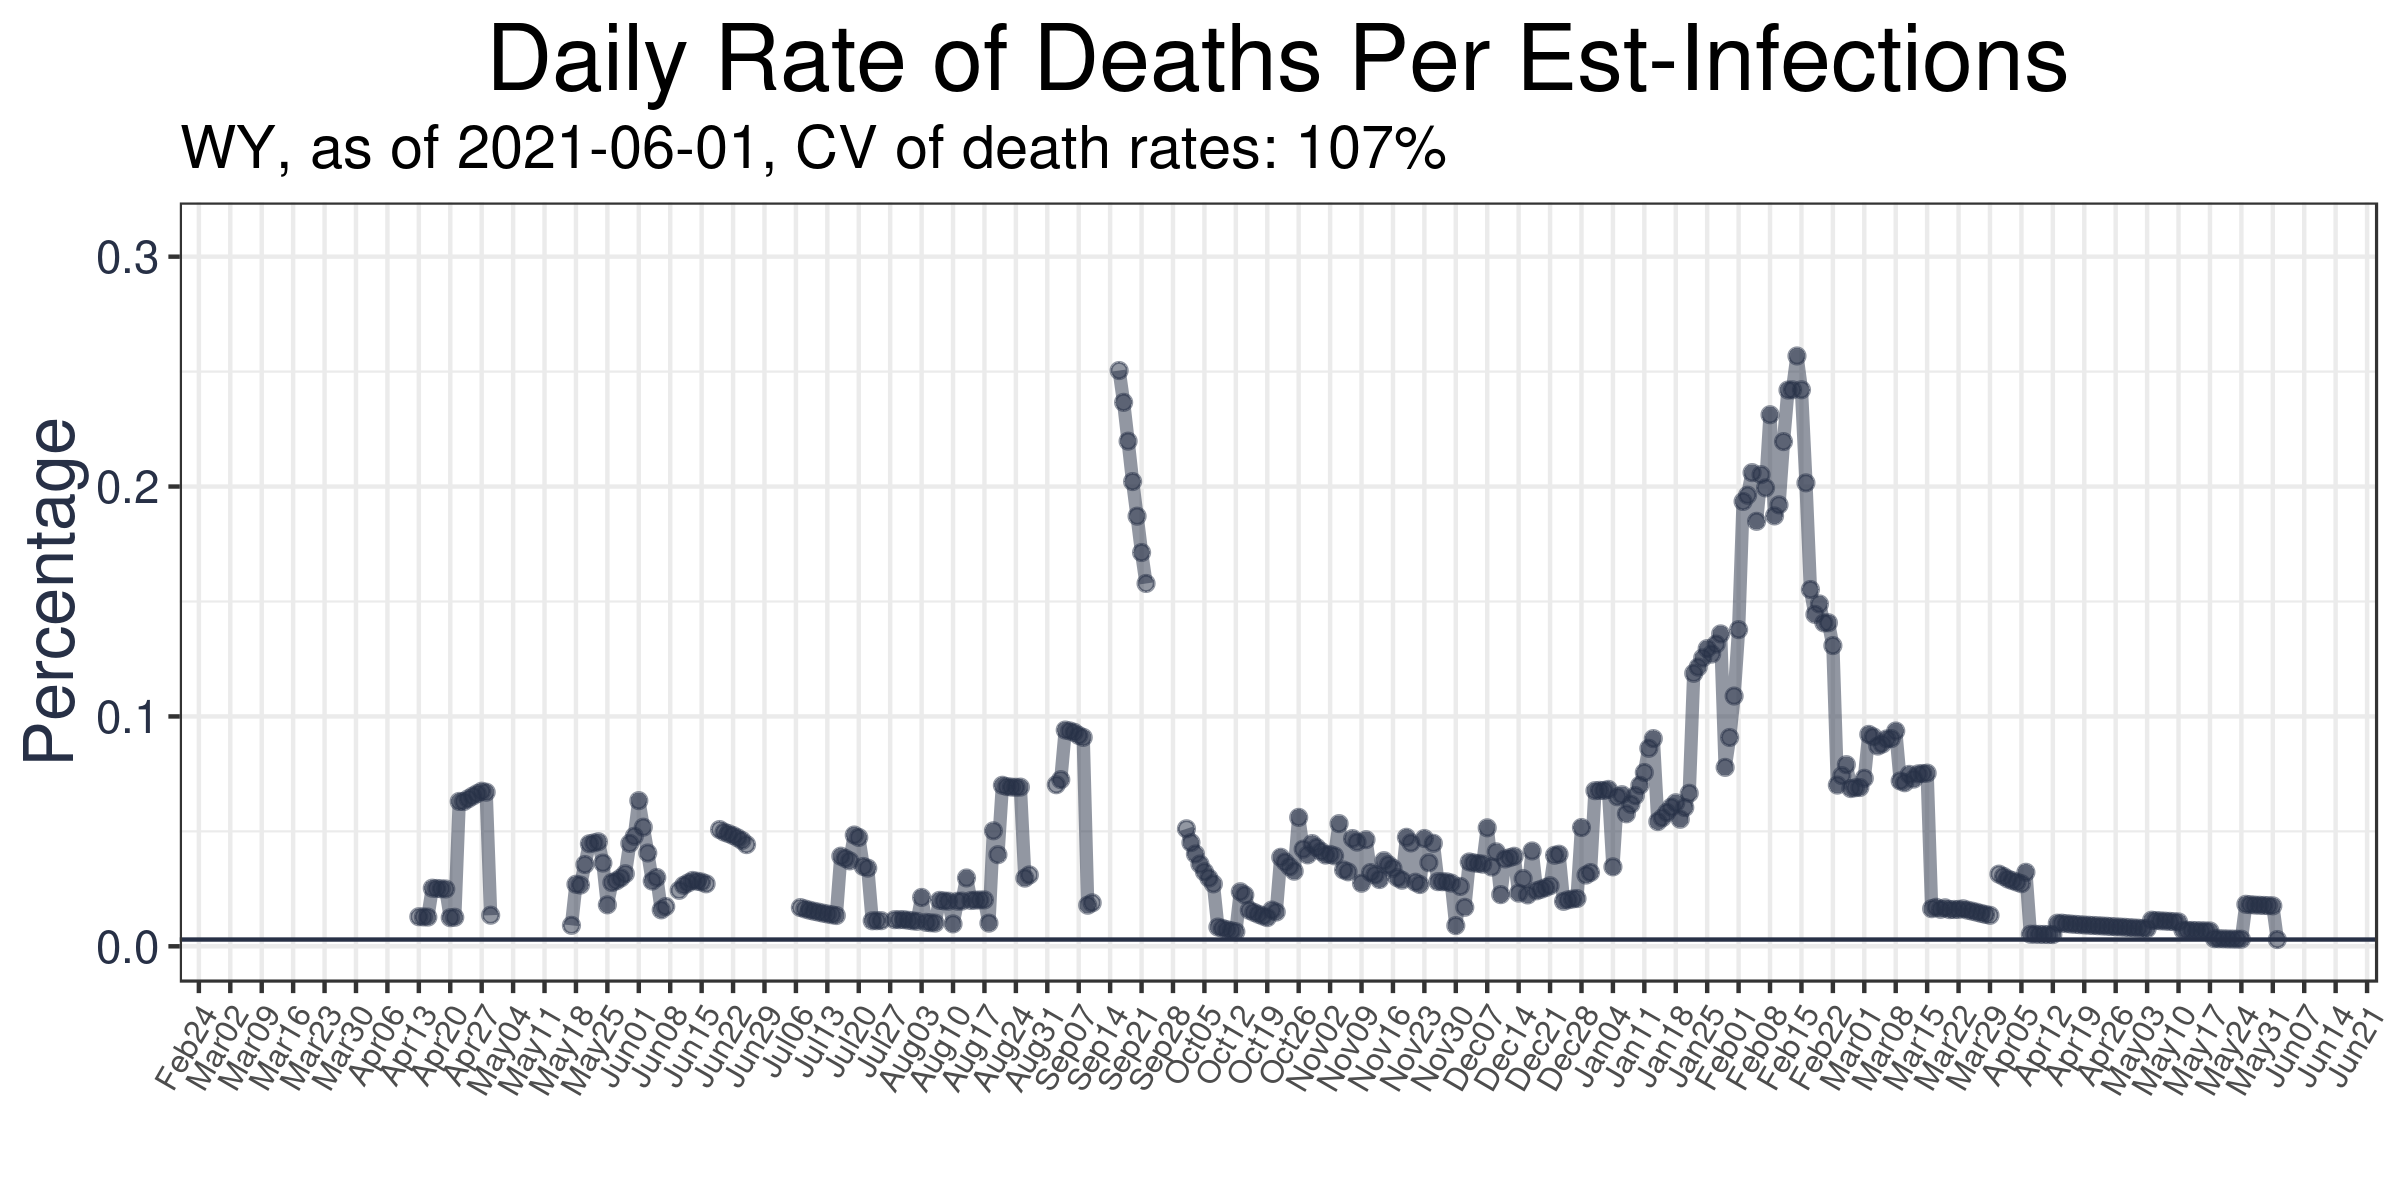 Daily Rate of Deaths Per Est-Infections
WY, as of 2021-06-01, CV of death rates: 107%
Percentage
0.3
0.2
0.1
0.0
Feb24
Mar02
Mar09
Mar16
Mar23
Mar30
Apr06
Apr13
Apr20
Apr27
May04
May11
May18
May25
Jun01
Jun08
Jun15
Jun22
Jun29
Jul06
Jul13
Jul20
Jul27
Aug03
Aug10
Aug17
Aug24
Aug31
Sep07
Sep14
Sep21
Sep28
Oct05
Oct12
Oct19
Oct26
Nov02
Nov09
Nov16
Nov23
Nov30
Dec07
Dec14
Dec21
Dec28
Jan04
Jan11
Jan18
Jan25
Feb01
Feb08
Feb15
Feb22
Mar01
Mar08
Mar15
Mar22
Mar29
Apr05
Apr12
Apr19
Apr26
May03
May10
May17
May24
May31
Jun07
Jun14
Jun21